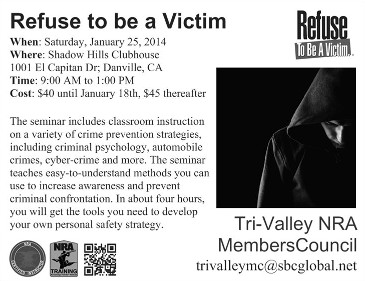 Refuse to be a Victim
When: Saturday, January 25, 2014
Where: Shadow Hills Clubhouse
1001 El Capitan Dr; Danville, CA
Time: 9:00 AM to 1:00 PM
Cost: $40 until January 18th, $45 thereafter
Refuse
To Be A Victim
The seminar includes classroom instruction
on a variety of crime prevention strategies,
including criminal psychology, automobile
crimes, cyber-crime and more. The seminar
teaches easy-to-understand methods you can
use to increase awareness and prevent
criminal confrontation. In about four hours,
you will get the tools you need to develop
your own personal safety strategy.
NRA
TRAINING
Tri-Valley NRA
MembersCouncil
trivalleymc@sbcglobal.net